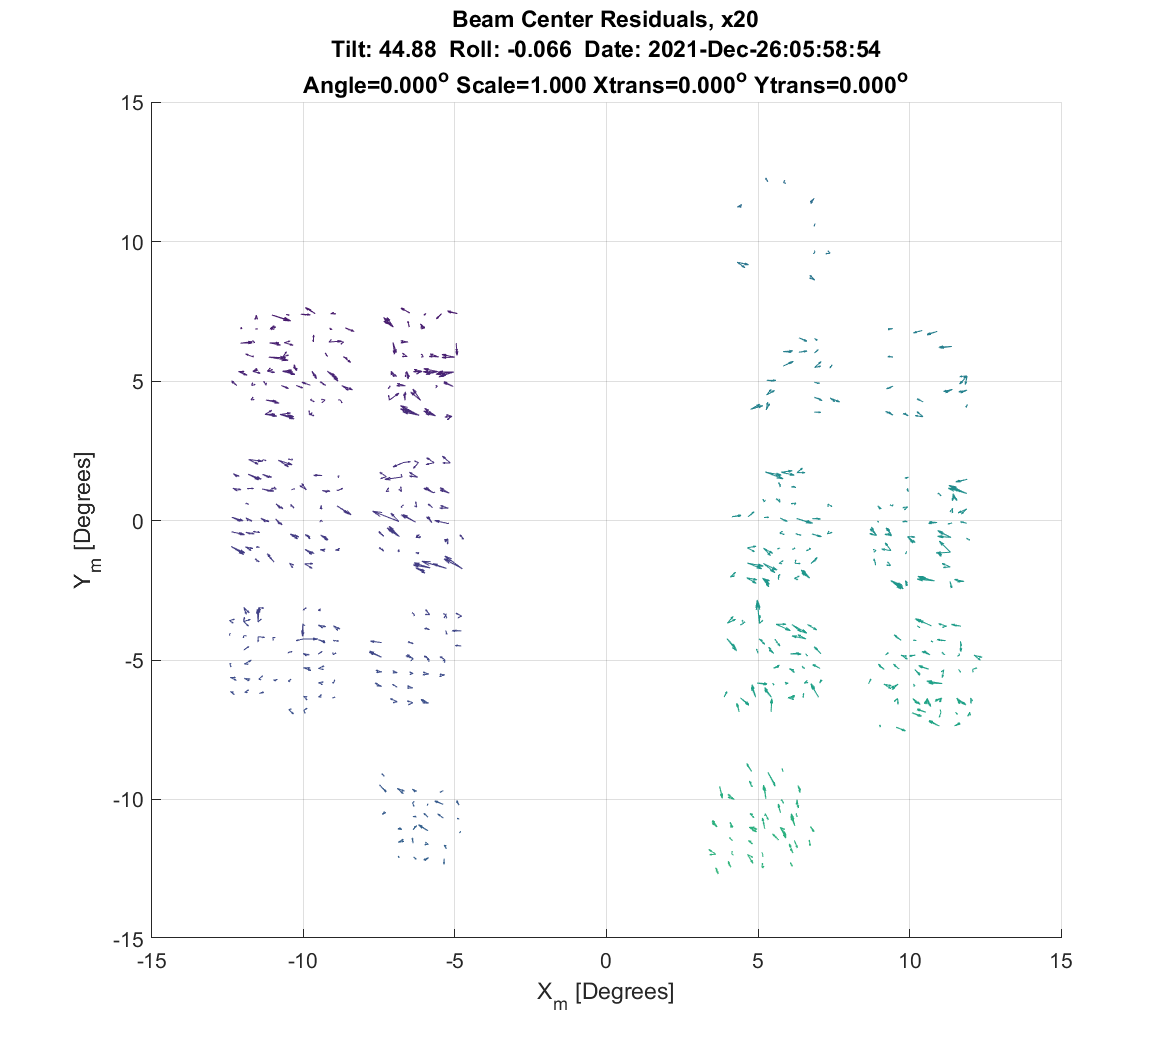 Beam Center Residuals, x20
Tilt: 44.88 Roll: -0.066 Date: 2021-Dec-26:05:58:54
Angle=0.000° Scale=1.000 Xtrans=0.000° Ytrans=0.000°
15
10
5
0
-5
-10
-15
Y_m [Degrees]
-15 -10 -5 0 5 10 15
X_m [Degrees]